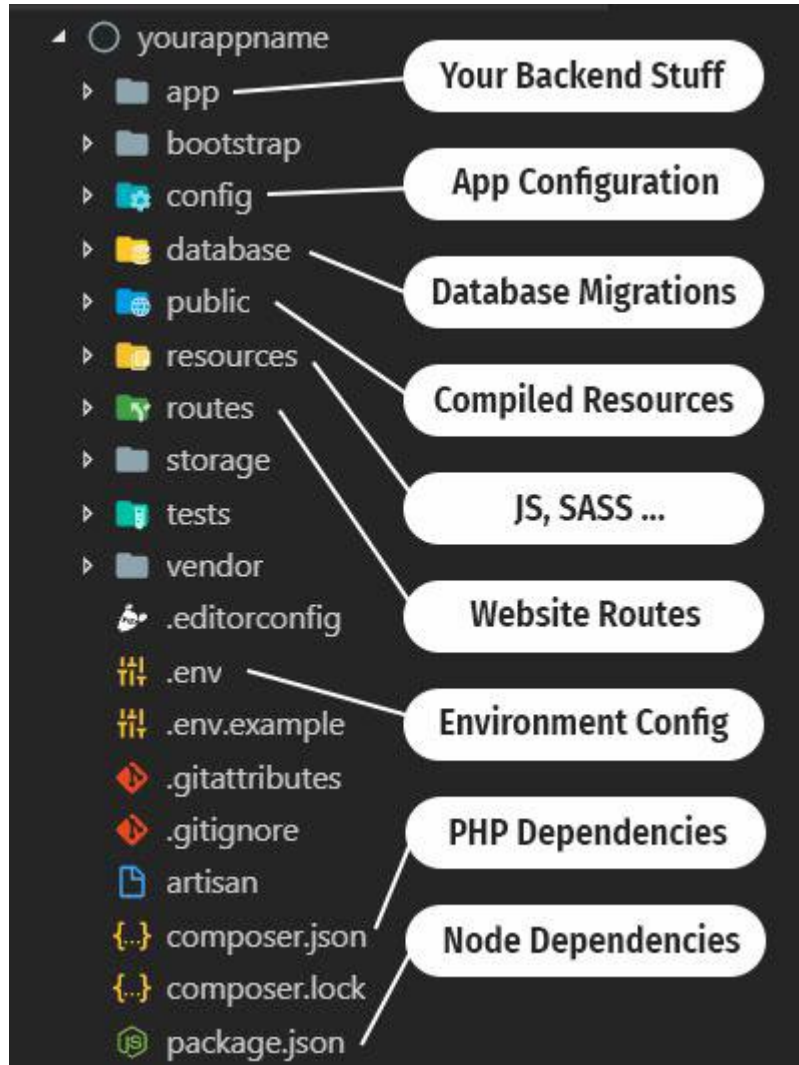 yourappname
app
Your Backend Stuff
bootstrap
config
App Configuration
database
Database Migrations
public
resources
Compiled Resources
routes
storage
JS, SASS ...
tests
vendor
.editorconfig
Website Routes
.env
.env.example
Environment Config
.gitattributes
.gitignore
PHP Dependencies
artisan
{...} composer.json
Node Dependencies
{...} composer.lock
JS package.json